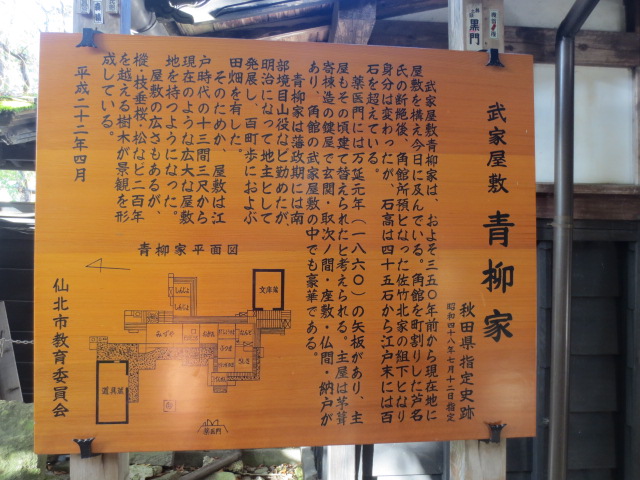 武家屋敷 青柳家
秋田県指定史跡
昭和四十八年七月十二日指定
武家屋敷青柳家は、およそ三五〇年前から現在地に
屋敷を構え今日に及んでいる。角館を町割りした芦名
氏の断絶後、角館所預となった佐竹北家の組下となり
身分は変わったが、石高は四十五石から江戸末には百
石を超えている。
薬医門には万延元年(一八六〇)の矢板があり、主
屋もその頃建て替えられたと考えられる。主屋は茅葺
寄棟造の鍵屋で玄関・取次ノ間・座敷・仏間・納戸が
あり、角館の武家屋敷の中でも豪華である。
青柳家は藩政期には南
部境目山役など勤めたが、
明治になって地主として
発展し、百町歩におよぶ
田畑を有した。
そのためか、屋敷は江
戸時代の十三間三尺から
現在のような広大な屋敷
地を持つようになった。
屋敷の広さもあるが、
樅・枝垂桜・松など二百年
を越える樹木が景観を形
成している。
平成二十二年四月
仙北市教育委員会
青柳家平面図
文庫蔵
みずや
道具蔵
薬医門
黒門